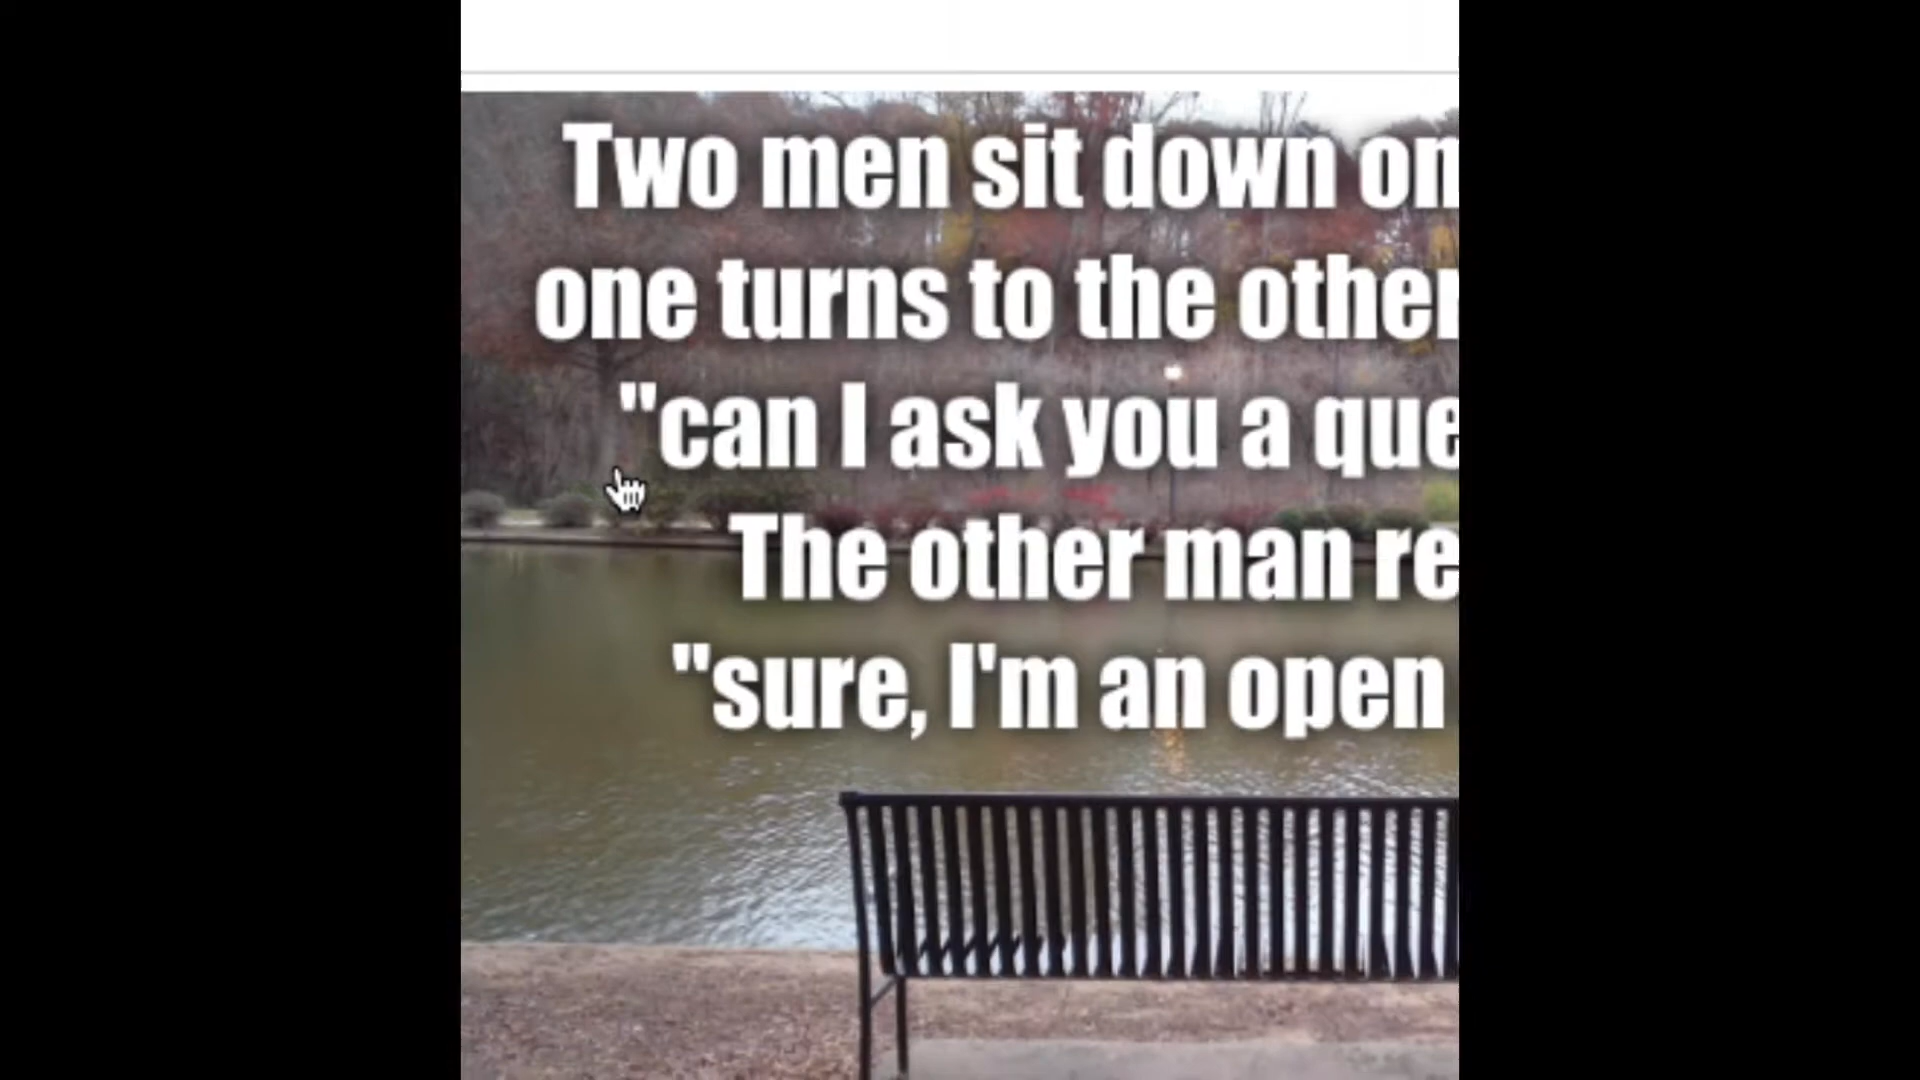 Two men sit down on
one turns to the other
"can I ask you a que
The other man re
"sure, I'm an open